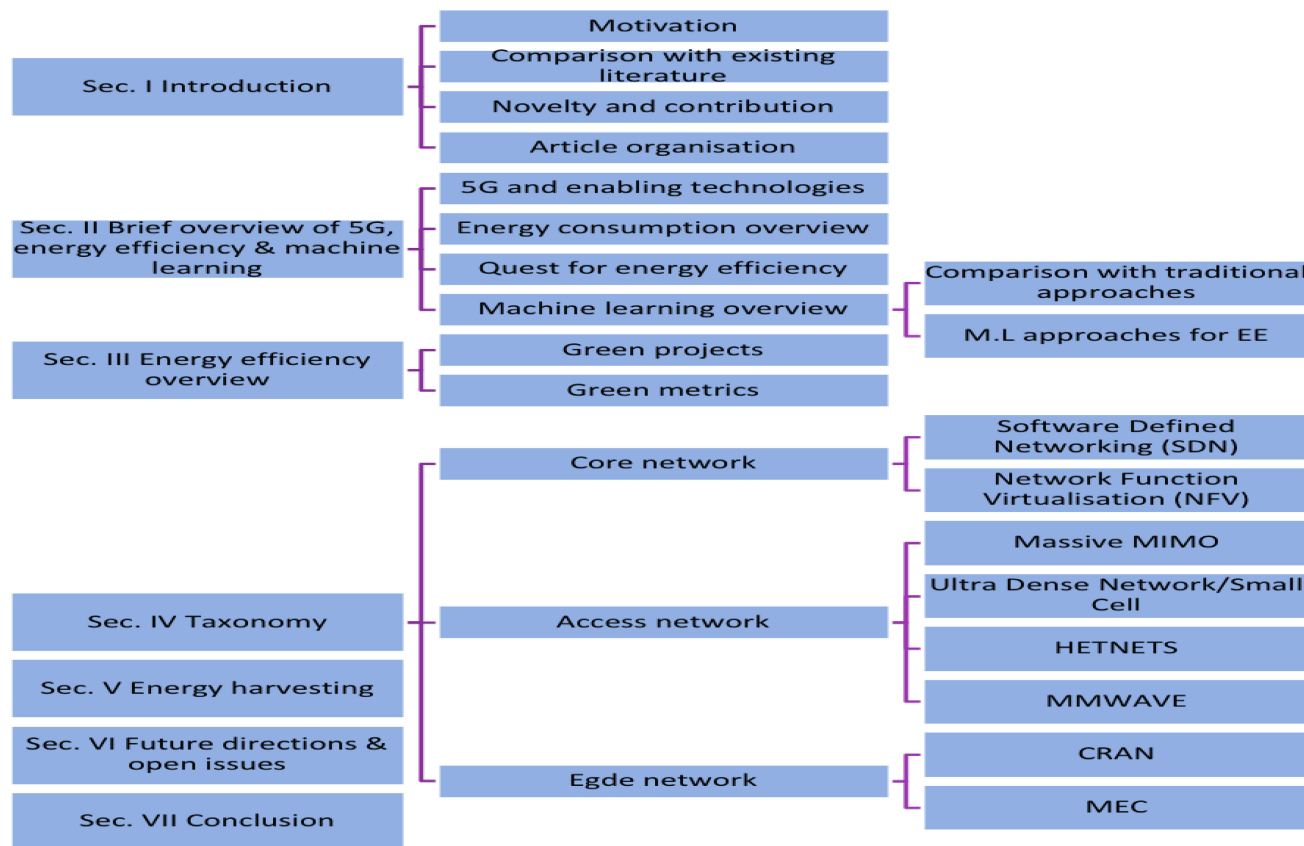 Sec. I Introduction
Motivation
Comparison with existing
literature
Novelty and contribution
Article organisation
Sec. II Brief overview of 5G,
energy efficiency & machine
learning
5G and enabling technologies
Energy consumption overview
Quest for energy efficiency
Machine learning overview
Comparison with traditional
approaches
M.L approaches for EE
Sec. III Energy efficiency
overview
Green projects
Green metrics
Sec. IV Taxonomy
Core network
Software Defined
Networking (SDN)
Network Function
Virtualisation (NFV)
Access network
Massive MIMO
Ultra Dense Network/Small
Cell
HETNETS
MMWAVE
Egde network
CRAN
MEC
Sec. V Energy harvesting
Sec. VI Future directions &
open issues
Sec. VII Conclusion